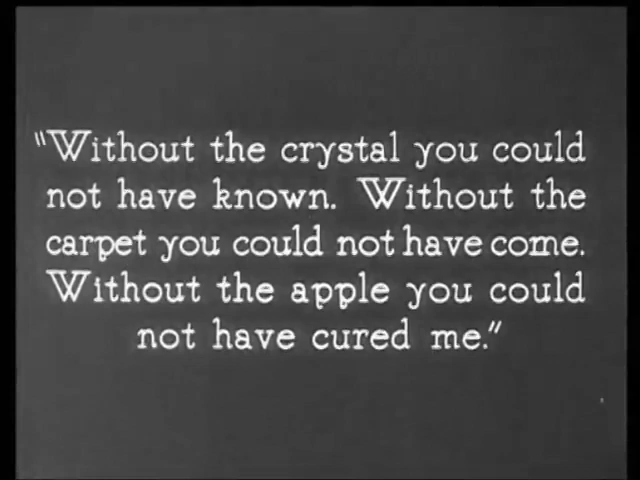 "Without the crystal you could
not have known. Without the
carpet you could not have come.
Without the apple you could
not have cured me."